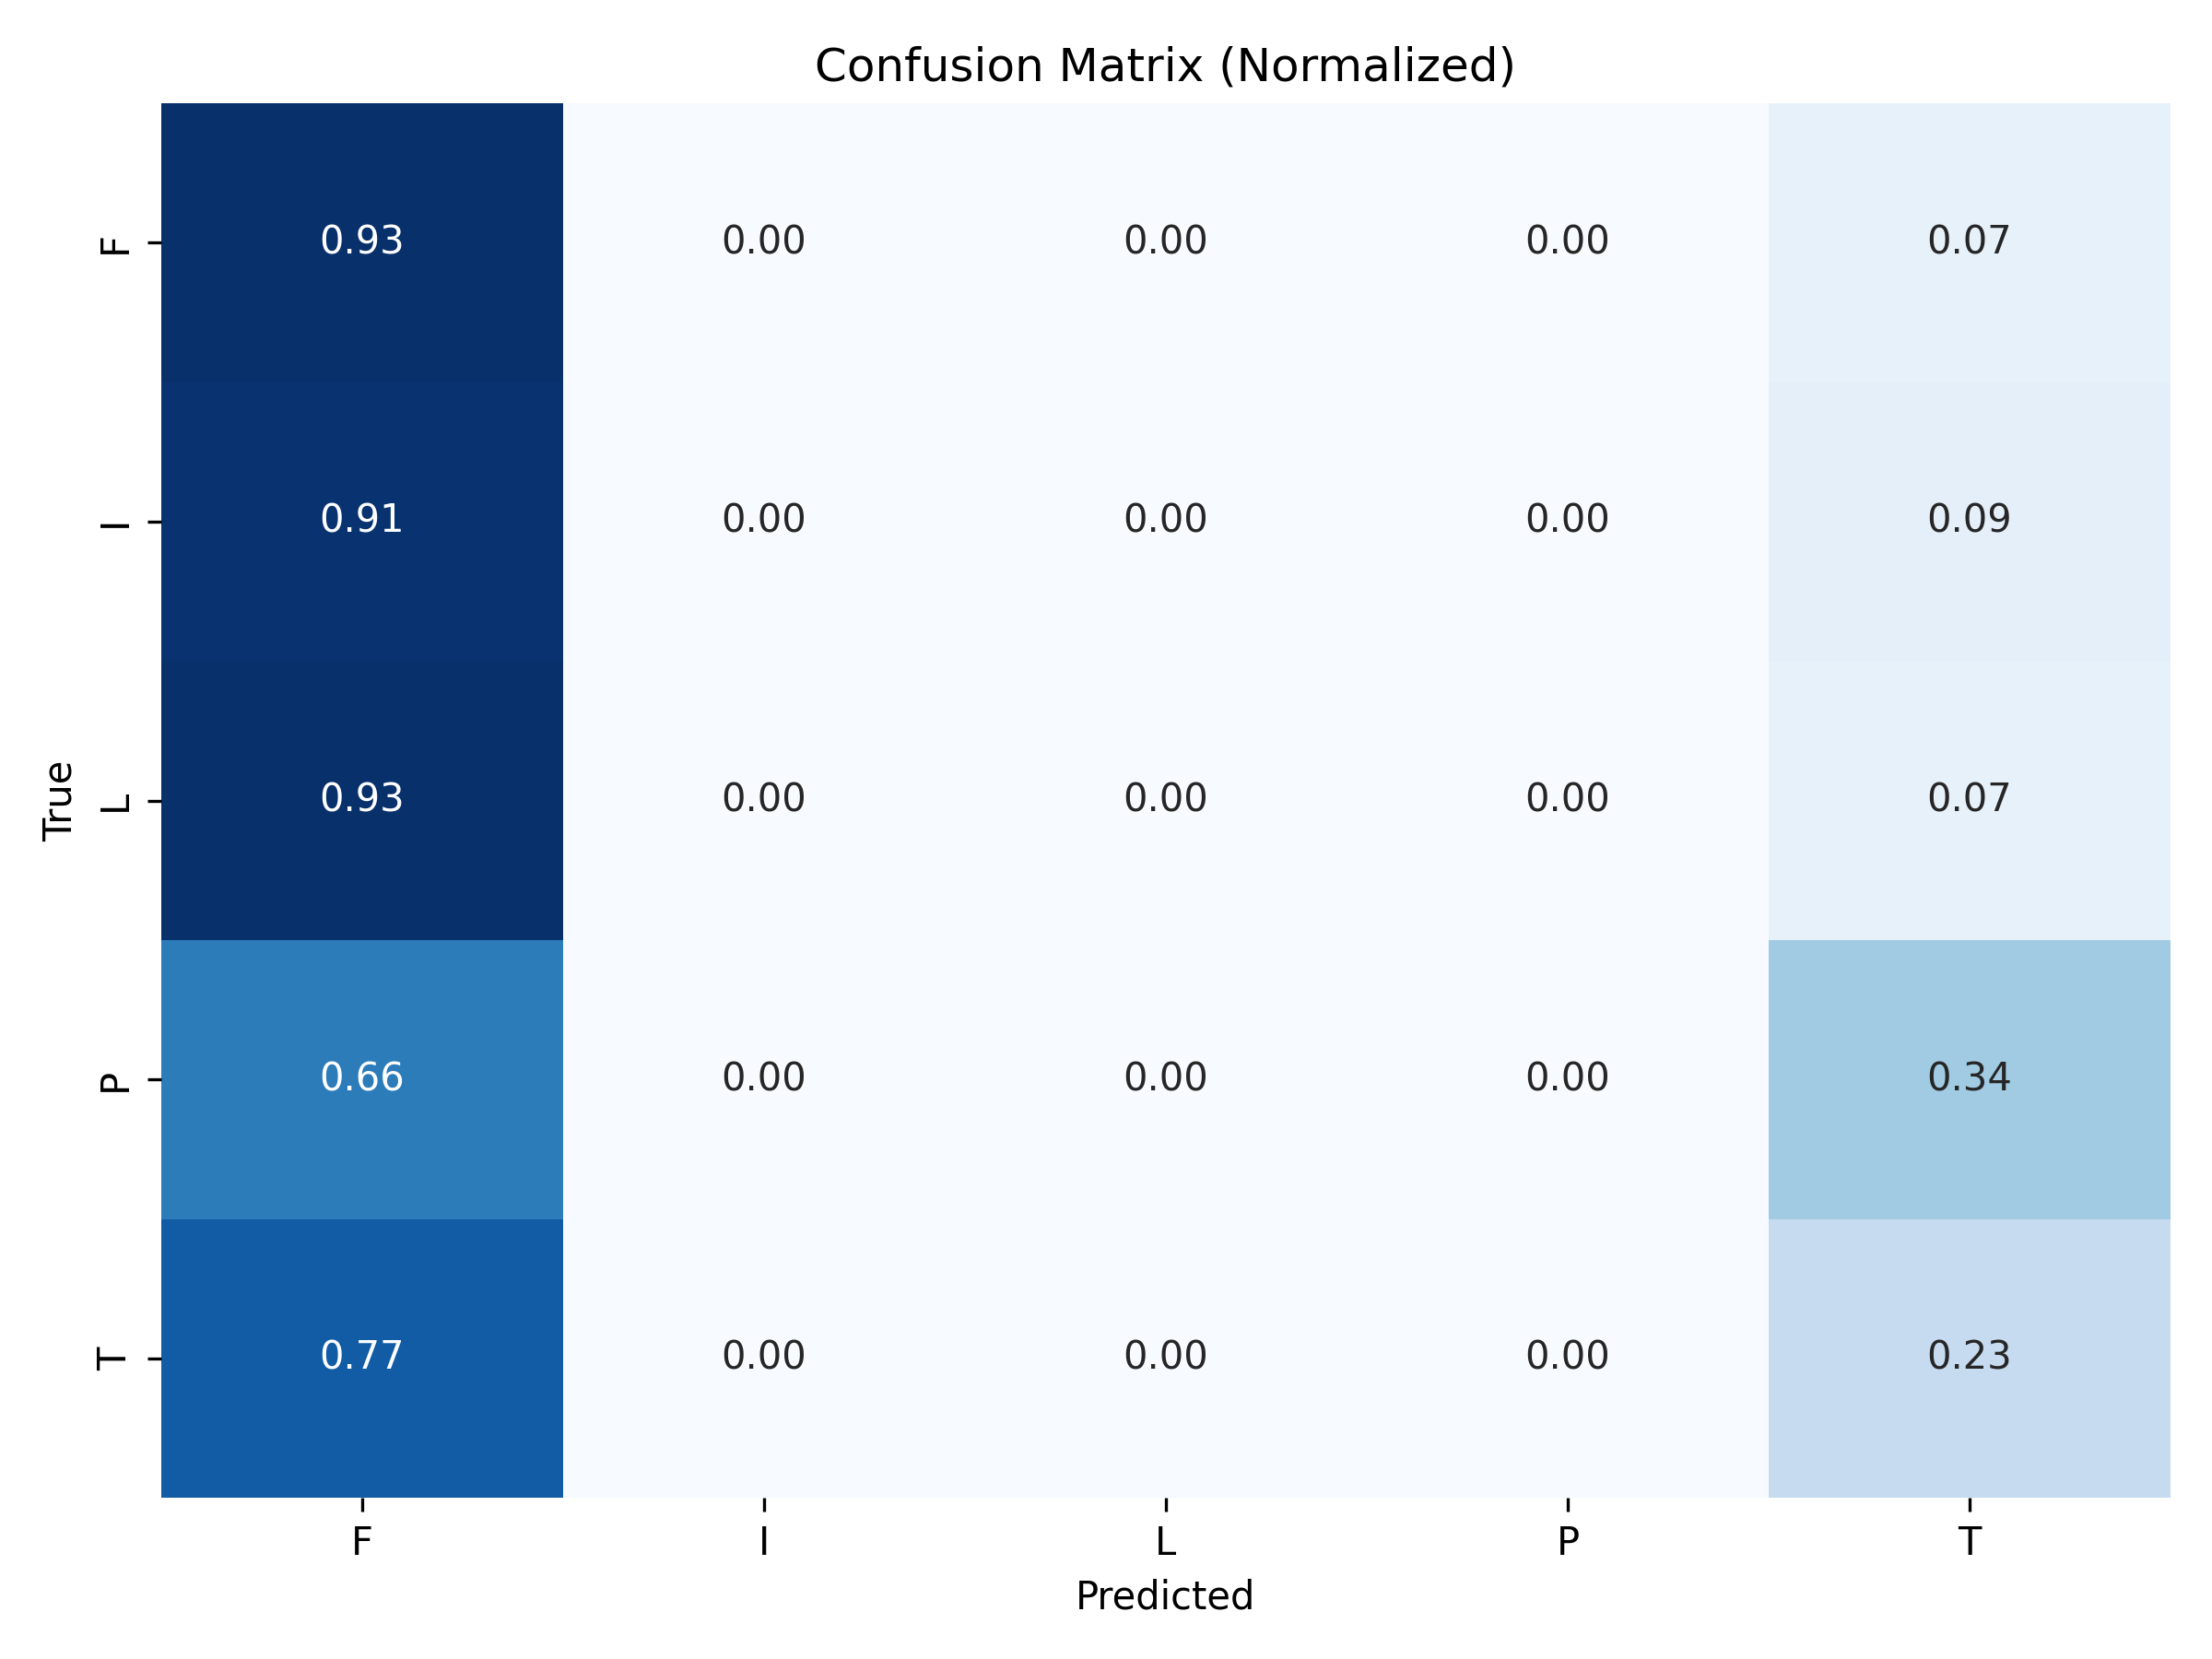 Confusion Matrix (Normalized)
F 0.93 0.00 0.00 0.00 0.07
I 0.91 0.00 0.00 0.00 0.09
L 0.93 0.00 0.00 0.00 0.07
P 0.66 0.00 0.00 0.00 0.34
T 0.77 0.00 0.00 0.00 0.23
True
F I L P T
Predicted